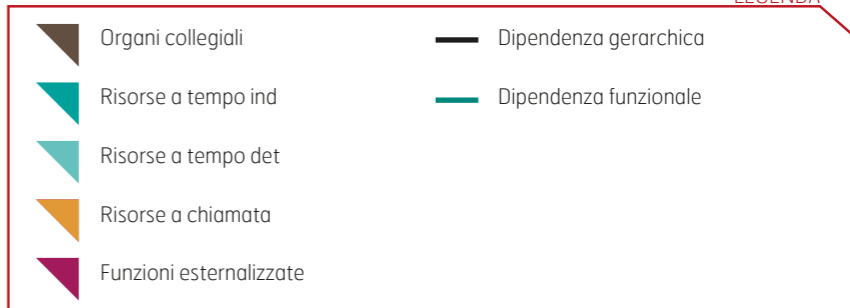 LEGENDA
Organi collegiali
Dipendenza gerarchica
Risorse a tempo ind
Dipendenza funzionale
Risorse a tempo det
Risorse a chiamata
Funzioni esternalizzate